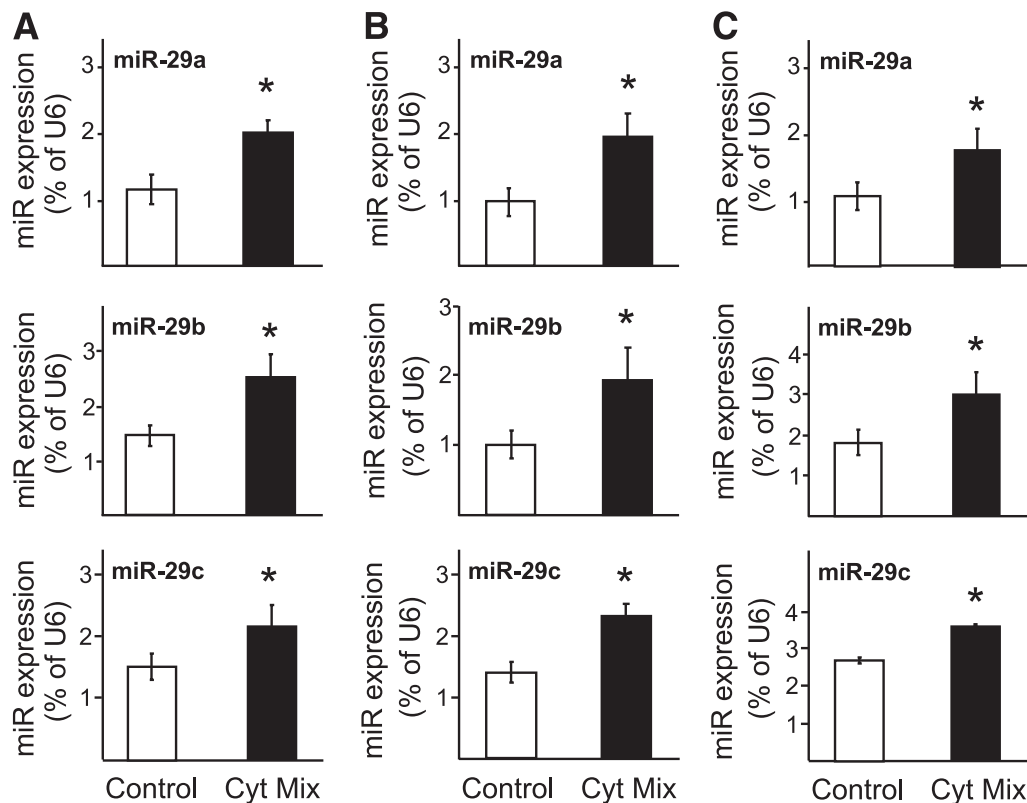 A
miR expression
(% of U6)
3
2
1
miR-29a
*
B
miR expression
(% of U6)
3
2
1
miR-29a
*
C
miR expression
(% of U6)
3
2
1
miR-29a
*
miR expression
(% of U6)
3
2
1
miR-29b
*
miR expression
(% of U6)
3
2
1
miR-29b
*
miR expression
(% of U6)
4
3
2
1
miR-29b
*
miR expression
(% of U6)
3
2
1
miR-29c
*
Control Cyt Mix
miR expression
(% of U6)
3
2
1
miR-29c
*
Control Cyt Mix
miR expression
(% of U6)
4
3
2
1
miR-29c
*
Control Cyt Mix